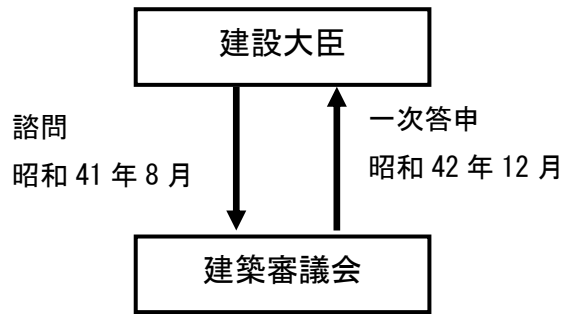 建設大臣
諮問
昭和 41 年 8 月
一次答申
昭和 42 年 12 月
建築審議会